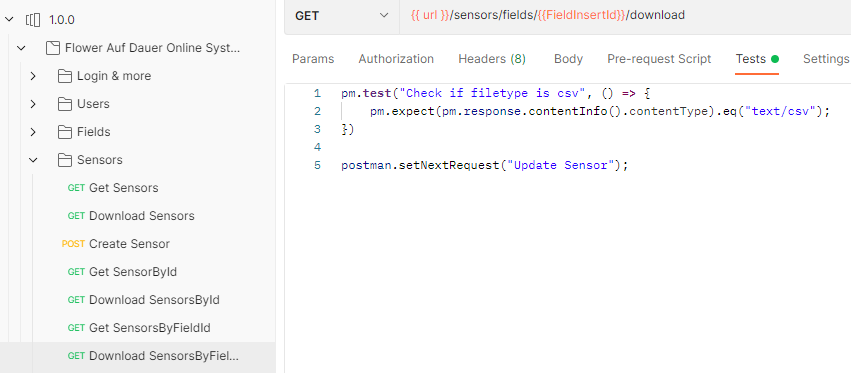 1.0.0
Flower Auf Dauer Online Syst...
Login & more
Users
Fields
Sensors
GET Get Sensors
GET Download Sensors
POST Create Sensor
GET Get SensorById
GET Download SensorsById
GET Get SensorsByFieldId
GET Download SensorsByFiel...
GET {{ url }}/sensors/fields/{{FieldInsertId}}/download
Params Authorization Headers (8) Body Pre-request Script Tests Settings
1 pm.test("Check if filetype is csv", () => {
2 pm.expect(pm.response.contentInfo().contentType).eq("text/csv");
3 })
4
5 postman.setNextRequest("Update Sensor");